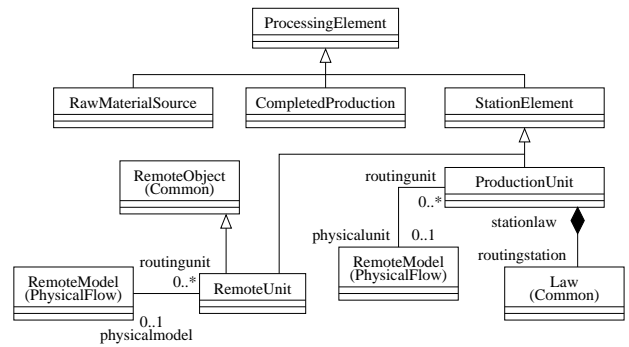 ProcessingElement
RawMaterialSource
CompletedProduction
StationElement
RemoteObject
(Common)
routingunit
ProductionUnit
0..*
stationlaw
physicalunit
0..1
routingunit
routingstation
RemoteModel
(PhysicalFlow)
0..*
RemoteUnit
RemoteModel
(PhysicalFlow)
Law
(Common)
0..1
physicalmodel